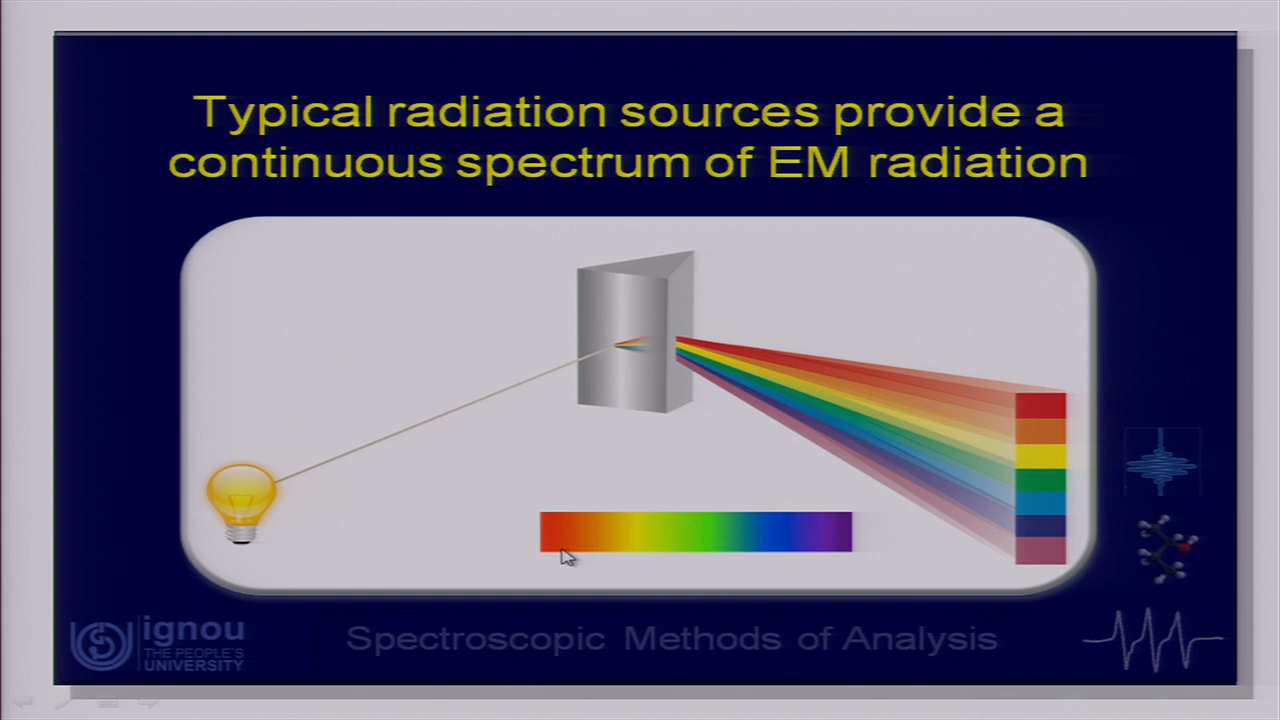 Typical radiation sources provide a
continuous spectrum of EM radiation
ignou
THE PEOPLE'S
UNIVERSITY
Spectroscopic Methods of Analysis